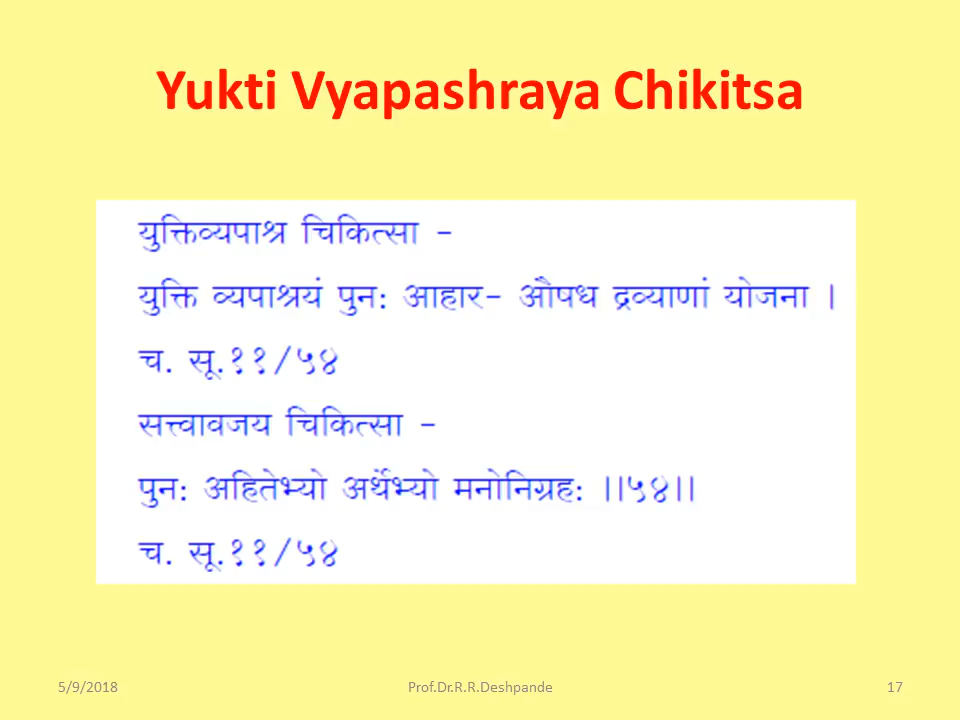 Yukti Vyapashraya Chikitsa
युक्तिव्यपाश्र चिकित्सा -
युक्ति व्यपाश्रयं पुन: आहार- औषध द्रव्याणां योजना ।
च. सू.११/५४
सत्त्वावजय चिकित्सा -
पुन: अहितेभ्यो अर्थेभ्यो मनोनिग्रह: ।।५४।।
च. सू.११/५४
5/9/2018
Prof.Dr.R.R.Deshpande
17